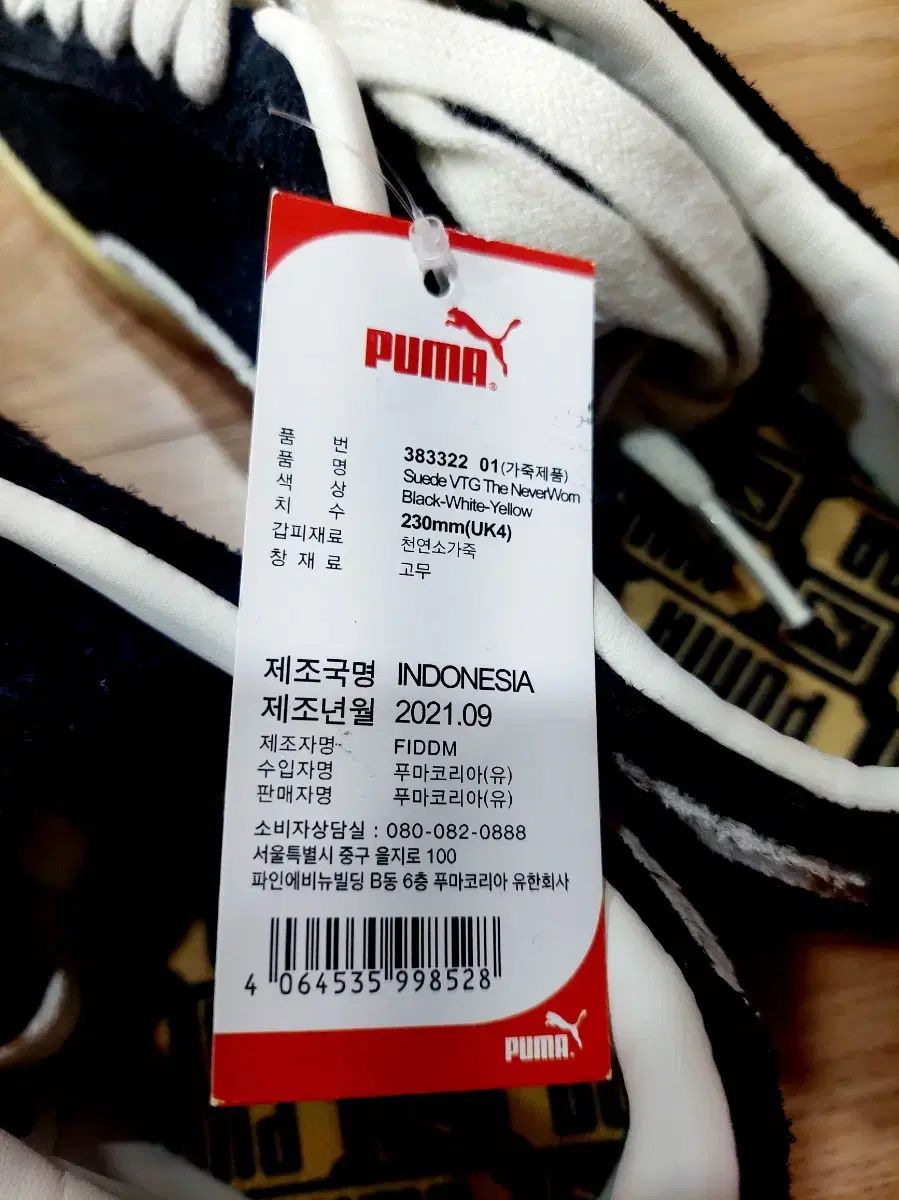 PUMA®
품 번 383322 01(가죽제품)
품 명 Suede VTG The NeverWorn
색 상 Black-White-Yellow
치 수 230mm(UK4)
갑피재료 천연소가죽
창 재 료 고무
제조국명 INDONESIA
제조년월 2021.09
제조자명 FIDDM
수입자명 푸마코리아(유)
판매자명 푸마코리아(유)
소비자상담실 : 080-082-0888
서울특별시 중구 을지로 100
파인에비뉴빌딩 B동 6층 푸마코리아 유한회사
4 064535 998528
PUMA®
PUMA